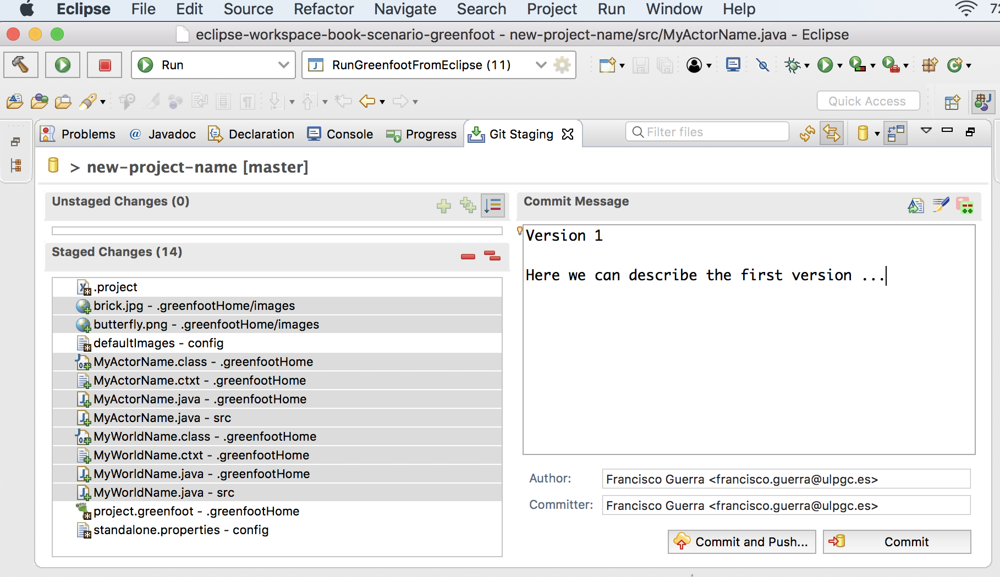 Eclipse File Edit Source Refactor Navigate Search Project Run Window Help
eclipse-workspace-book-scenario-greenfoot - new-project-name/src/MyActorName.java - Eclipse
Run RunGreenfootFromEclipse (11)
Quick Access
Problems Javadoc Declaration Console Progress Git Staging Filter files
> new-project-name [master]
Unstaged Changes (0)
Staged Changes (14)
.project
brick.jpg - .greenfootHome/images
butterfly.png - .greenfootHome/images
defaultImages - config
MyActorName.class - .greenfootHome
MyActorName.ctxt - .greenfootHome
MyActorName.java - .greenfootHome
MyActorName.java - src
MyWorldName.class - .greenfootHome
MyWorldName.ctxt - .greenfootHome
MyWorldName.java - .greenfootHome
MyWorldName.java - src
project.greenfoot - .greenfootHome
standalone.properties - config
Commit Message
Version 1
Here we can describe the first version ...
Author: Francisco Guerra <francisco.guerra@ulpgc.es>
Committer: Francisco Guerra <francisco.guerra@ulpgc.es>
Commit and Push... Commit